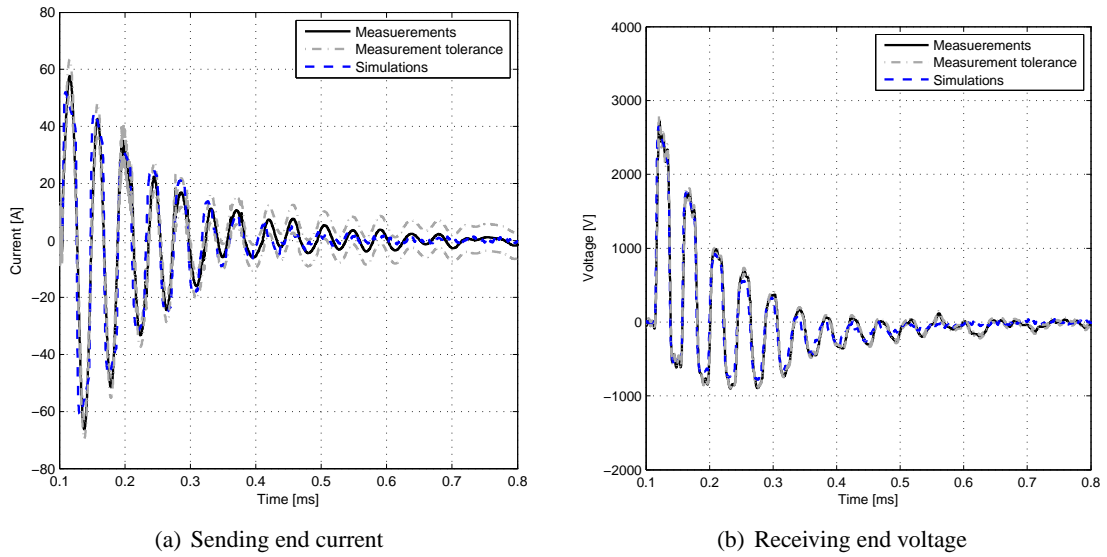 80
60
40
20
0
−20
−40
−60
−80
0.1 0.2 0.3 0.4 0.5 0.6 0.7 0.8
Current [A]
Time [ms]
Measuerements
Measurement tolerance
Simulations
(a) Sending end current
4000
3000
2000
1000
0
−1000
−2000
0.1 0.2 0.3 0.4 0.5 0.6 0.7 0.8
Voltage [V]
Time [ms]
Measuerements
Measurement tolerance
Simulations
(b) Receiving end voltage